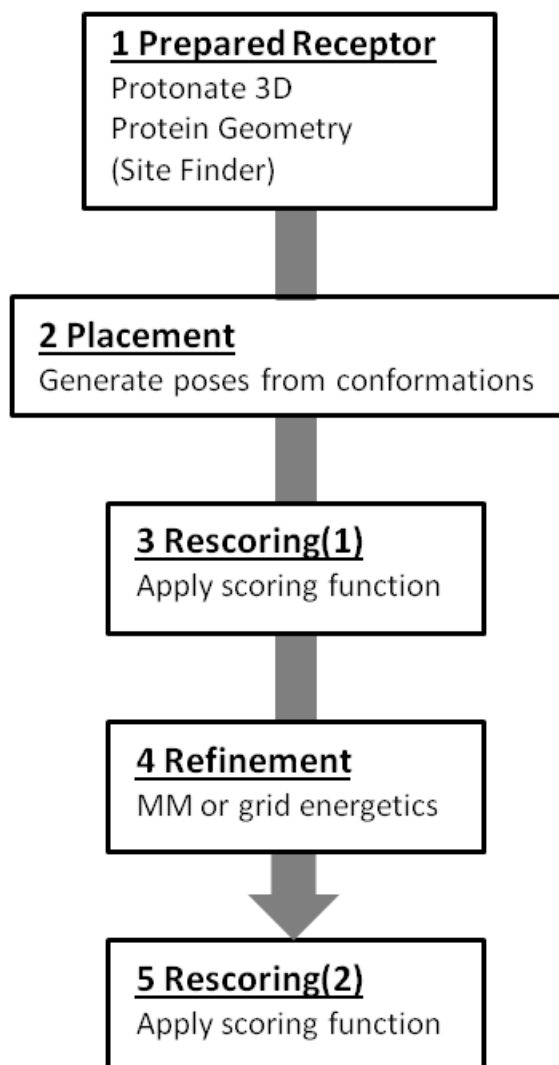 1 Prepared Receptor
Protonate 3D
Protein Geometry
(Site Finder)
2 Placement
Generate poses from conformations
3 Rescoring(1)
Apply scoring function
4 Refinement
MM or grid energetics
5 Rescoring(2)
Apply scoring function